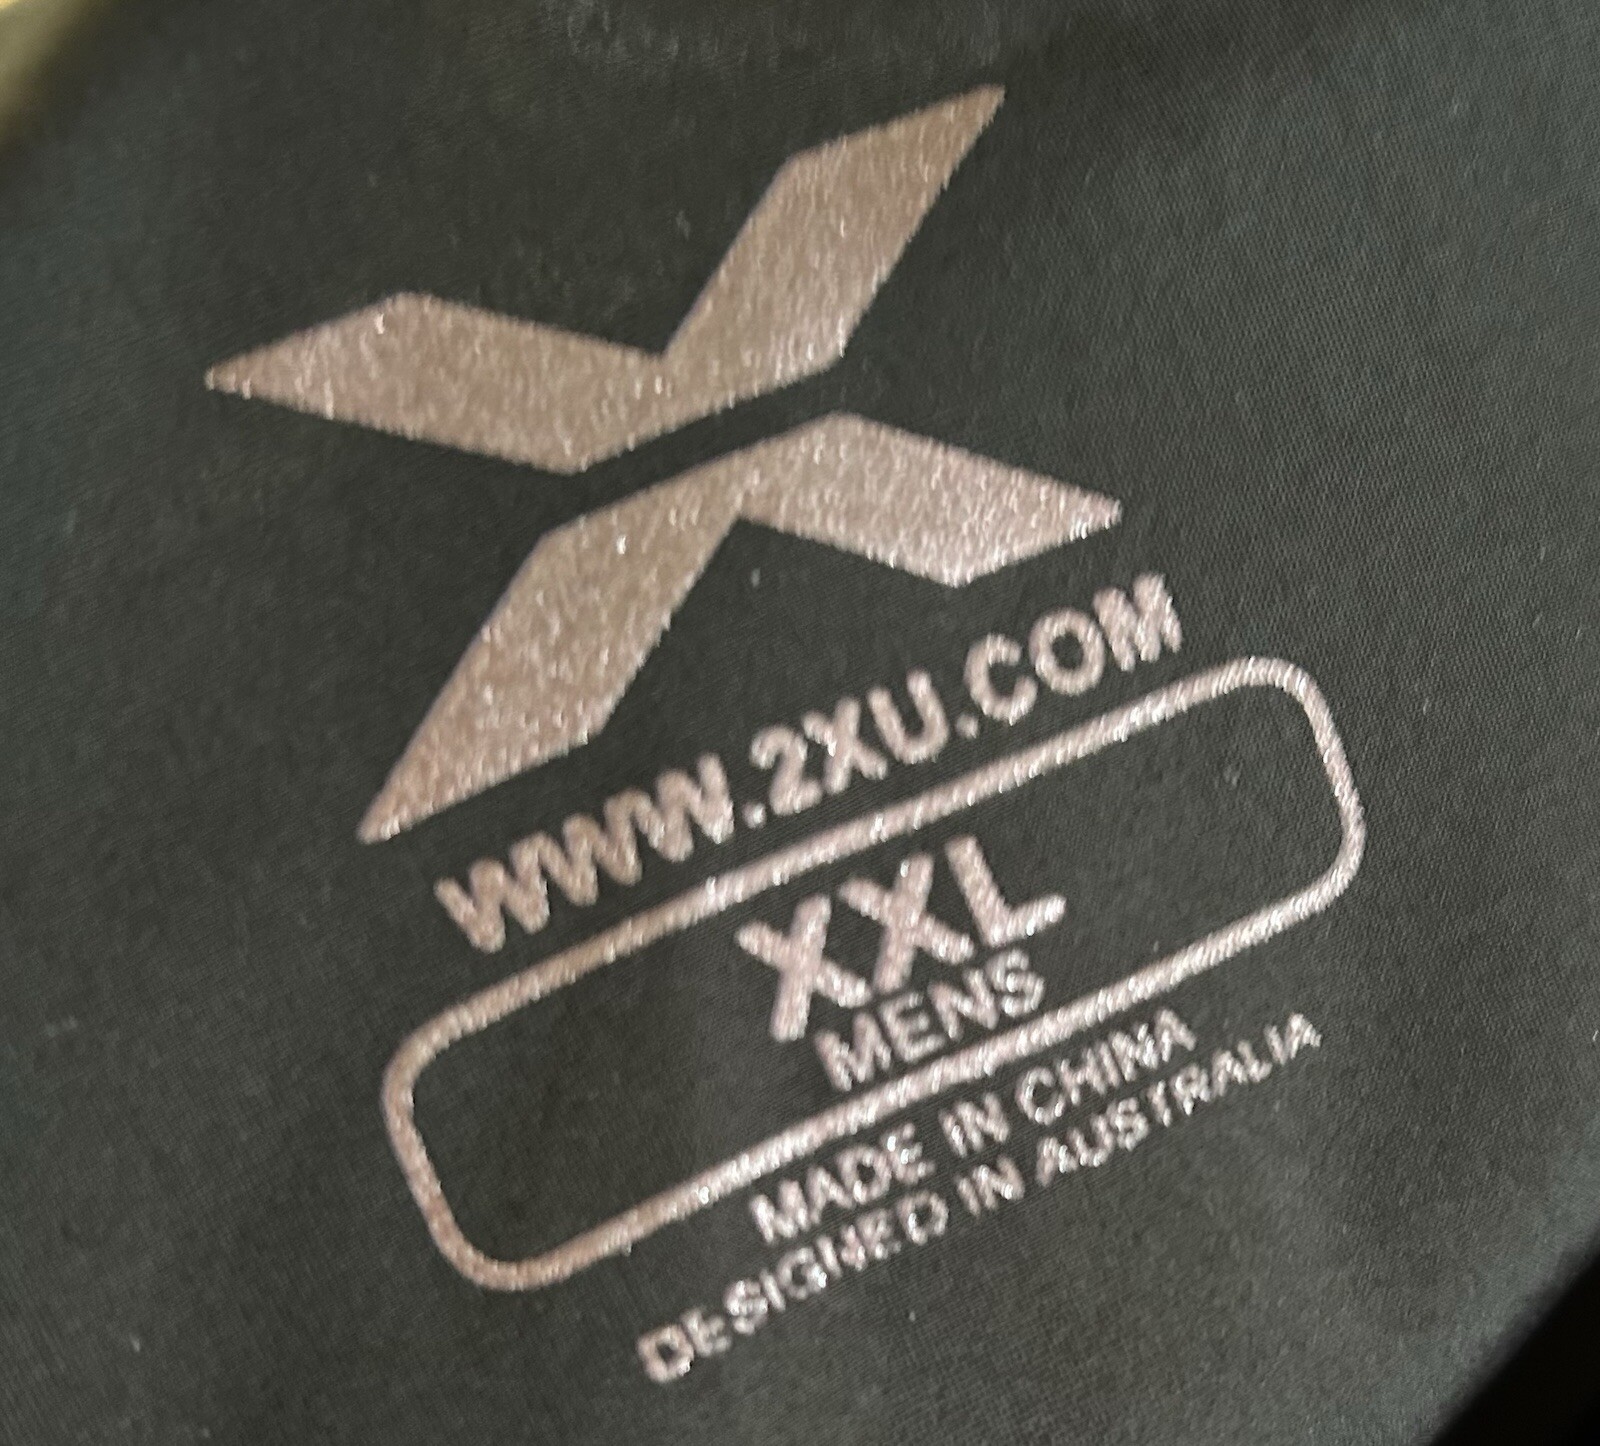 WWW.2XU.COM
XXL
MENS
MADE IN CHINA
DESIGNED IN AUSTRALIA